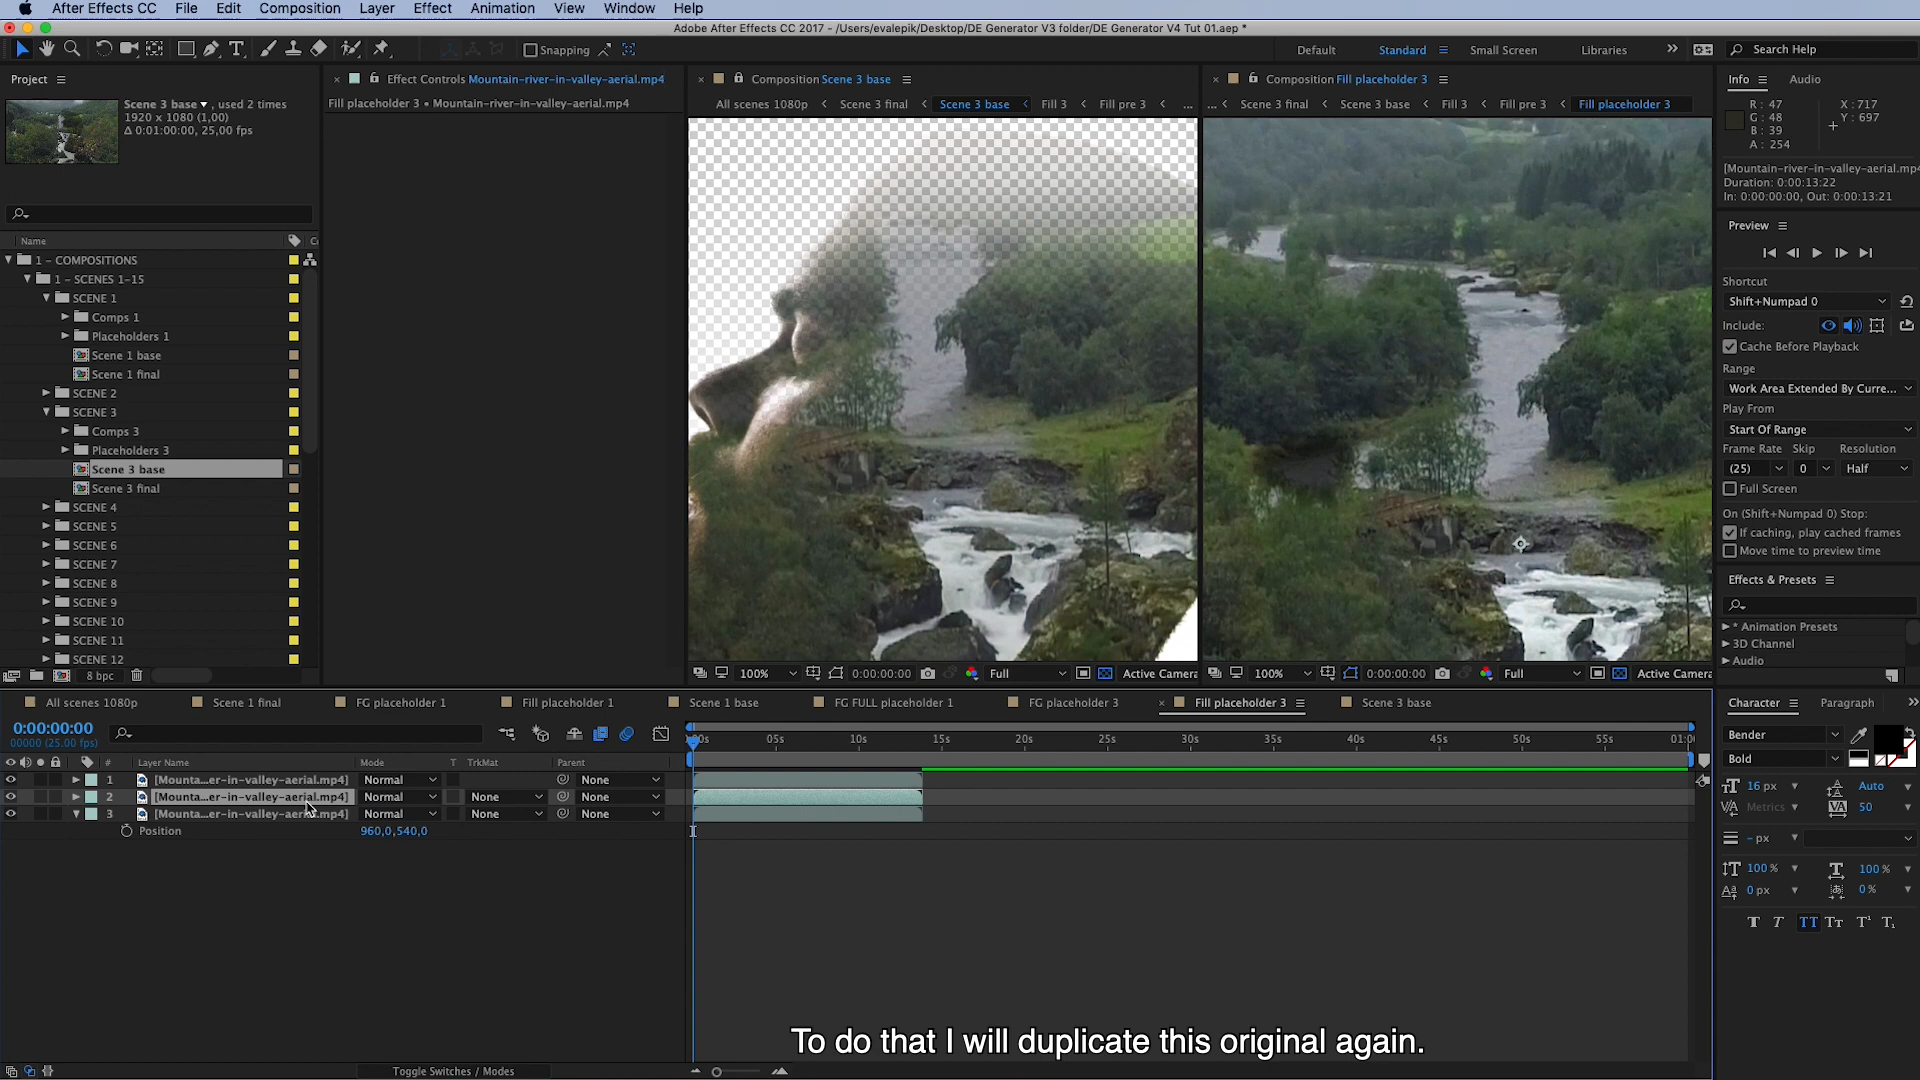 After Effects CC File Edit Composition Layer Effect Animation View Window Help
Adobe After Effects CC 2017 - /Users/evalepik/Desktop/DE Generator V3 folder/DE Generator V4 Tut 01.aep *
Snapping Default Standard Small Screen Libraries Search Help
Project
Scene 3 base , used 2 times
1920 x 1080 (1,00)
Δ 0:01:00:00, 25,00 fps
Name
1 - COMPOSITIONS
1 - SCENES 1-15
SCENE 1
Comps 1
Placeholders 1
Scene 1 base
Scene 1 final
SCENE 2
SCENE 3
Comps 3
Placeholders 3
Scene 3 base
Scene 3 final
SCENE 4
SCENE 5
SCENE 6
SCENE 7
SCENE 8
SCENE 9
SCENE 10
SCENE 11
SCENE 12
8 bpc
Effect Controls Mountain-river-in-valley-aerial.mp4
Fill placeholder 3 • Mountain-river-in-valley-aerial.mp4
Composition Scene 3 base
All scenes 1080p Scene 3 final Scene 3 base Fill 3 Fill pre 3 ...
100% 0:00:00:00 Full Active Camera
Composition Fill placeholder 3
... Scene 3 final Scene 3 base Fill 3 Fill pre 3 Fill placeholder 3
100% 0:00:00:00 Full Active Camera
Info Audio
R : 47 X : 717
G : 48 Y : 697
B : 39
A : 254
[Mountain-river-in-valley-aerial.mp4
Duration: 0:00:13:22
In: 0:00:00:00, Out: 0:00:13:21
Preview
Shortcut
Shift+Numpad 0
Include:
Cache Before Playback
Range
Work Area Extended By Curre...
Play From
Start Of Range
Frame Rate Skip Resolution
(25) 0 Half
Full Screen
On (Shift+Numpad 0) Stop:
If caching, play cached frames
Move time to preview time
Effects & Presets
* Animation Presets
3D Channel
Audio
All scenes 1080p Scene 1 final FG placeholder 1 Fill placeholder 1 Scene 1 base FG FULL placeholder 1 FG placeholder 3 Fill placeholder 3 Scene 3 base
0:00:00:00
00000 (25.00 fps)
05s 10s 15s 20s 25s 30s 35s 40s 45s 50s 55s 01:0
# Layer Name Mode T TrkMat Parent
1 [Mounta...er-in-valley-aerial.mp4] Normal None
2 [Mounta...er-in-valley-aerial.mp4] Normal None None
3 [Mounta...er-in-valley-aerial.mp4] Normal None None
Position 960,0,540,0
Toggle Switches / Modes
Character Paragraph
Bender
Bold
16 px Auto
Metrics 50
- px
100 % 100 %
0 px 0 %
T T TT Tт T¹ T₁
To do that I will duplicate this original again.